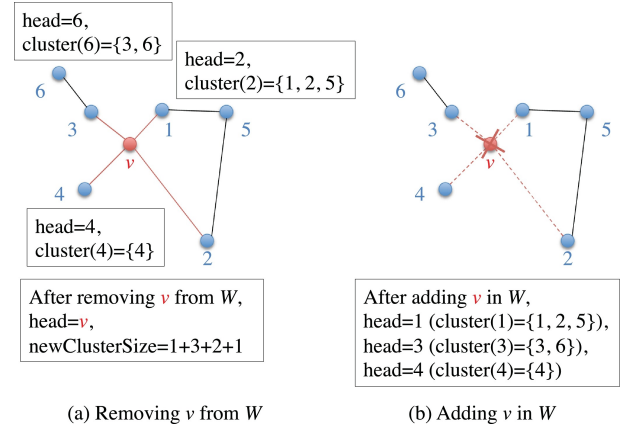 head=6,
cluster(6)={3, 6}
head=2,
cluster(2)={1, 2, 5}
6
3
1
5
v
4
head=4,
cluster(4)={4}
2
After removing v from W,
head=v,
newClusterSize=1+3+2+1
(a) Removing v from W
6
3
1
5
v
4
2
After adding v in W,
head=1 (cluster(1)={1, 2, 5}),
head=3 (cluster(3)={3, 6}),
head=4 (cluster(4)={4})
(b) Adding v in W